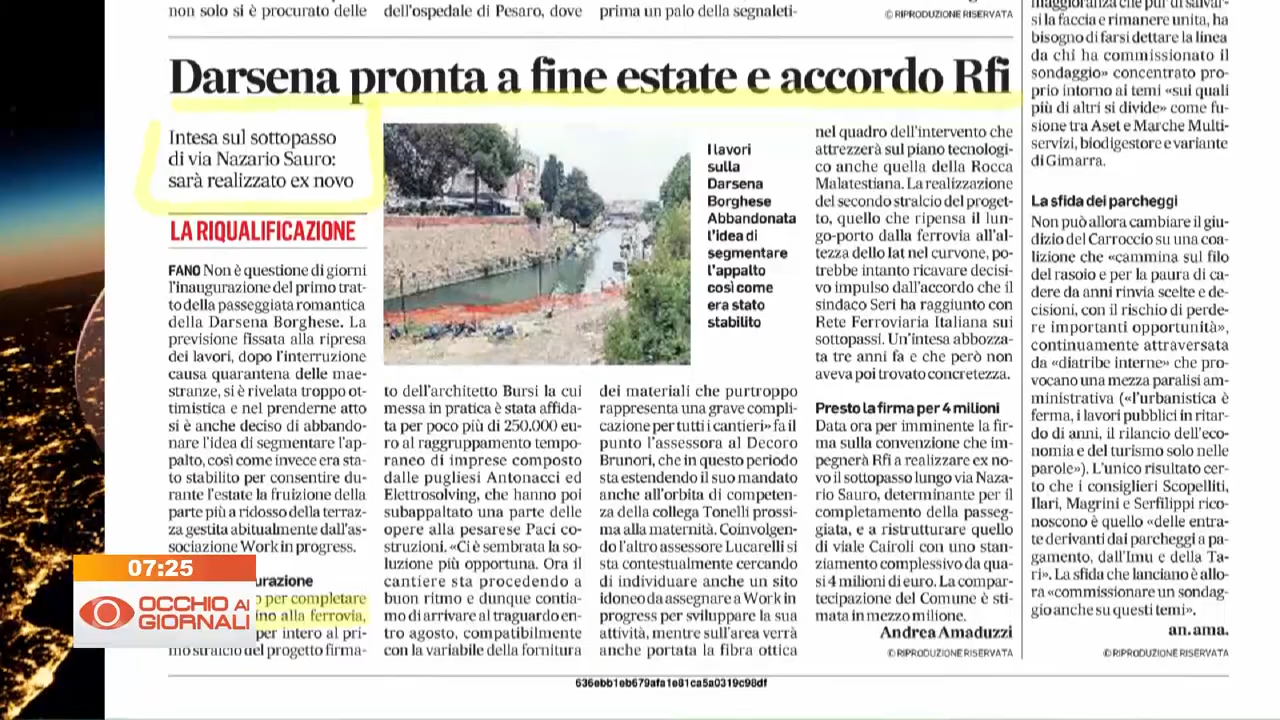 non solo si è procurato delle
dell'ospedale di Pesaro, dove
prima un palo della segnaleti-
© RIPRODUZIONE RISERVATA
Darsena pronta a fine estate e accordo Rfi
Intesa sul sottopasso
di via Nazario Sauro:
sarà realizzato ex novo
LA RIQUALIFICAZIONE
FANO Non è questione di giorni
l'inaugurazione del primo trat-
to della passeggiata romantica
della Darsena Borghese. La
previsione fissata alla ripresa
dei lavori, dopo l'interruzione
causa quarantena delle mae-
stranze, si è rivelata troppo ot-
timistica e nel prenderne atto
si è anche deciso di abbando-
nare l'idea di segmentare l'ap-
palto, così come invece era sta-
to stabilito per consentire du-
rante l'estate la fruizione della
parte più a ridosso della terraz-
za gestita abitualmente dall'as-
sociazione Work in progress.
urazione
o per completare
ino alla ferrovia,
per intero al pri-
mo stralcio del progetto firma-
to dell'architetto Bursi la cui
messa in pratica è stata affida-
ta per poco più di 250.000 eu-
ro al raggruppamento tempo-
raneo di imprese composto
dalle pugliesi Antonacci ed
Elettrosolving, che hanno poi
subappaltato una parte delle
opere alla pesarese Paci co-
struzioni. «Ci è sembrata la so-
luzione più opportuna. Ora il
cantiere sta procedendo a
buon ritmo e dunque contia-
mo di arrivare al traguardo en-
tro agosto, compatibilmente
con la variabile della fornitura
I lavori
sulla
Darsena
Borghese
Abbandonata
l'idea di
segmentare
l'appalto
così come
era stato
stabilito
dei materiali che purtroppo
rappresenta una grave compli-
cazione per tutti i cantieri» fa il
punto l'assessora al Decoro
Brunori, che in questo periodo
sta estendendo il suo mandato
anche all'orbita di competen-
za della collega Tonelli prossi-
ma alla maternità. Coinvolgen-
do l'altro assessore Lucarelli si
sta contestualmente cercando
di individuare anche un sito
idoneo da assegnare a Work in
progress per sviluppare la sua
attività, mentre sull'area verrà
anche portata la fibra ottica
nel quadro dell'intervento che
attrezzerà sul piano tecnologi-
co anche quella della Rocca
Malatestiana. La realizzazione
del secondo stralcio del proget-
to, quello che ripensa il lun-
go-porto dalla ferrovia all'al-
tezza dello Iat nel curvone, po-
trebbe intanto ricavare decisi-
vo impulso dall'accordo che il
sindaco Seri ha raggiunto con
Rete Ferroviaria Italiana sui
sottopassi. Un'intesa abbozza-
ta tre anni fa e che però non
aveva poi trovato concretezza.
Presto la firma per 4 milioni
Data ora per imminente la fir-
ma sulla convenzione che im-
pegnerà Rfi a realizzare ex no-
vo il sottopasso lungo via Naza-
rio Sauro, determinante per il
completamento della passeg-
giata, e a ristrutturare quello
di viale Cairoli con uno stan-
ziamento complessivo da qua-
si 4 milioni di euro. La compar-
tecipazione del Comune è sti-
mata in mezzo milione.
Andrea Amaduzzi
© RIPRODUZIONE RISERVATA
maggioranza che pur di salvar-
si la faccia e rimanere unita, ha
bisogno di farsi dettare la linea
da chi ha commissionato il
sondaggio» concentrato pro-
prio intorno ai temi «sui quali
più di altri si divide» come fu-
sione tra Aset e Marche Multi-
servizi, biodigestore e variante
di Gimarra.
La sfida dei parcheggi
Non può allora cambiare il giu-
dizio del Carroccio su una coa-
lizione che «cammina sul filo
del rasoio e per la paura di ca-
dere da anni rinvia scelte e de-
cisioni, con il rischio di perde-
re importanti opportunità»,
continuamente attraversata
da «diatribe interne» che pro-
vocano una mezza paralisi am-
ministrativa («l'urbanistica è
ferma, i lavori pubblici in ritar-
do di anni, il rilancio dell'eco-
nomia e del turismo solo nelle
parole»). L'unico risultato cer-
to che i consiglieri Scopelliti,
Ilari, Magrini e Serfilippi rico-
noscono è quello «delle entra-
te derivanti dai parcheggi a pa-
gamento, dall'Imu e della Ta-
ri». La sfida che lanciano è allo-
ra «commissionare un sondag-
gio anche su questi temi».
an. ama.
© RIPRODUZIONE RISERVATA
07:25
OCCHIO AI
GIORNALI
636ebb1eb679afa1e81ca5a0319c98df